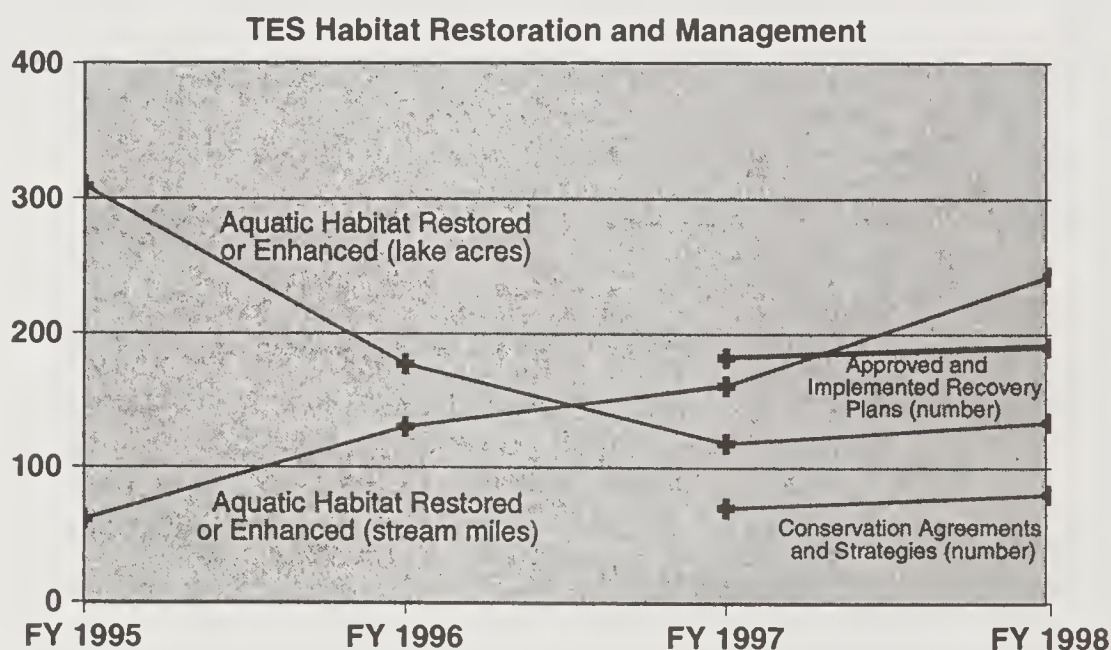 TES Habitat Restoration and Management
400
300
200
100
0
Aquatic Habitat Restored
or Enhanced (lake acres)
Approved and
Implemented Recovery
Plans (number)
Aquatic Habitat Restored
or Enhanced (stream miles)
Conservation Agreements
and Strategies (number)
FY 1995
FY 1996
FY 1997
FY 1998